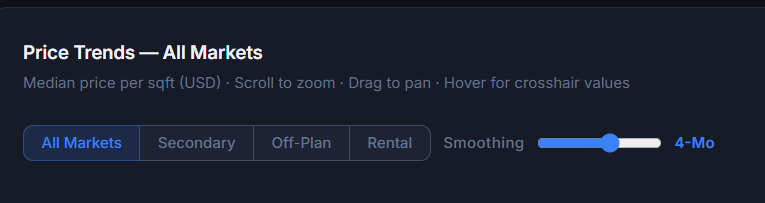 Price Trends — All Markets
Median price per sqft (USD) · Scroll to zoom · Drag to pan · Hover for crosshair values
All Markets Secondary Off-Plan Rental Smoothing 4-Mo